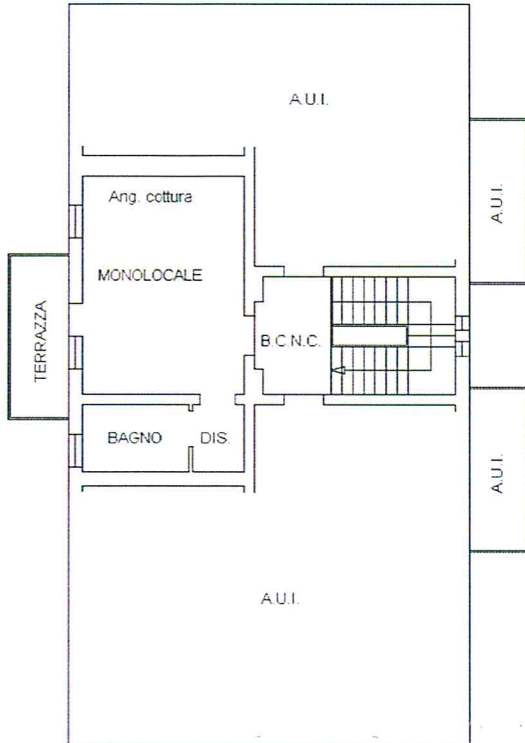 A.U.I.
A.U.I.
Ang. cottura
MONOLOCALE
TERRAZZA
B.C.N.C.
BAGNO
DIS.
A.U.I.
A.U.I.